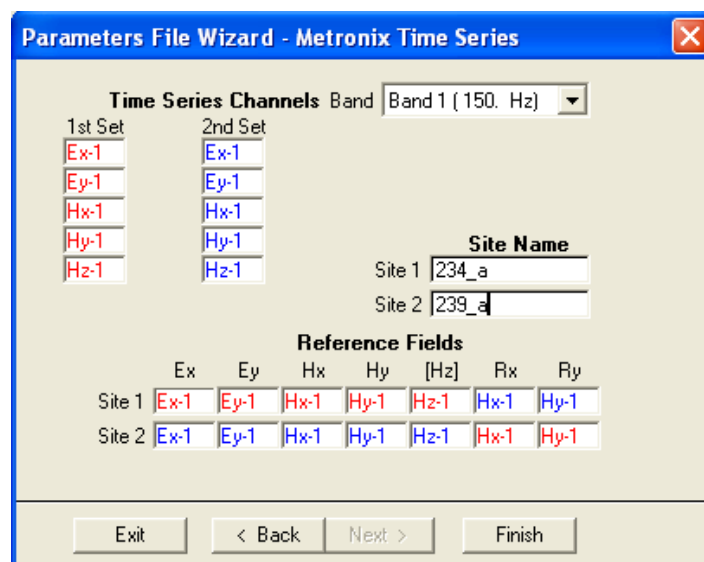 Parameters File Wizard - Metronix Time Series
Time Series Channels Band Band 1 ( 150. Hz)
1st Set 2nd Set
Ex-1 Ex-1
Ey-1 Ey-1
Hx-1 Hx-1
Hy-1 Hy-1
Hz-1 Hz-1
Site Name
Site 1 234_a
Site 2 239_a
Reference Fields
Ex Ey Hx Hy [Hz] Rx Ry
Site 1 Ex-1 Ey-1 Hx-1 Hy-1 Hz-1 Hx-1 Hy-1
Site 2 Ex-1 Ey-1 Hx-1 Hy-1 Hz-1 Hx-1 Hy-1
Exit < Back Next > Finish